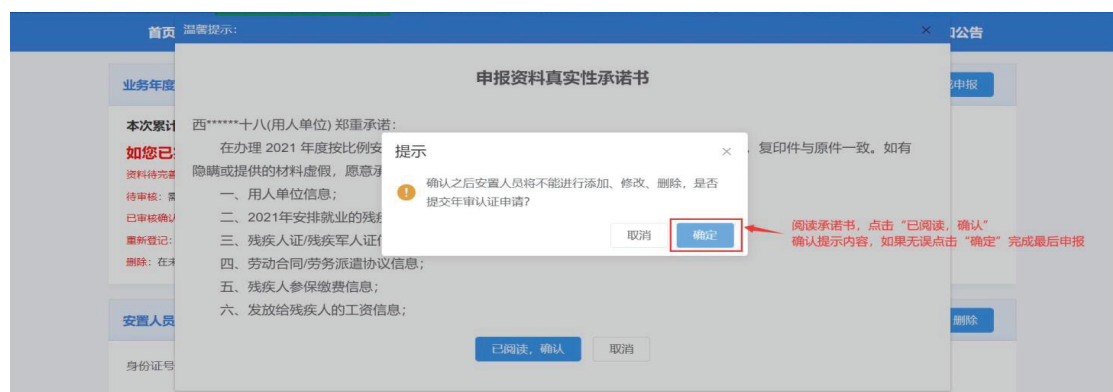 首页
温馨提示：
×
公告
业务年度
申报资料真实性承诺书
申报
本次累计
如您已
资料待完善
待审核：需
已审核确认
重新登记：
删除：在未
西******十八(用人单位) 郑重承诺：
在办理 2021 年度按比例安
复印件与原件一致。如有
隐瞒或提供的材料虚假，愿意承
一、用人单位信息；
二、2021年安排就业的残疾
三、残疾人证/残疾军人证信
四、劳动合同/劳务派遣协议信息；
五、残疾人参保缴费信息；
六、发放给残疾人的工资信息；
提示
×
确认之后安置人员将不能进行添加、修改、删除，是否
提交年审认证申请?
取消
确定
阅读承诺书，点击“已阅读，确认”
确认提示内容，如果无误点击“确定”完成最后申报
安置人员
删除
已阅读，确认
取消
身份证号